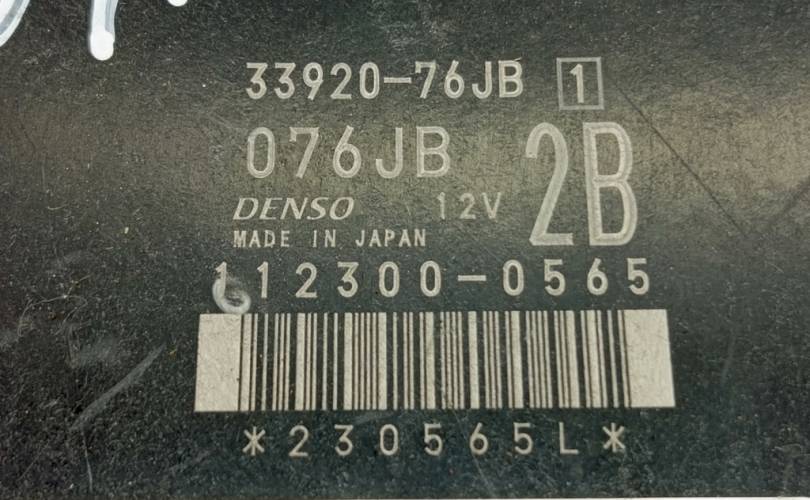 33920-76JB 1
076JB 2B
DENSO 12V
MADE IN JAPAN
112300-0565
*230565L*